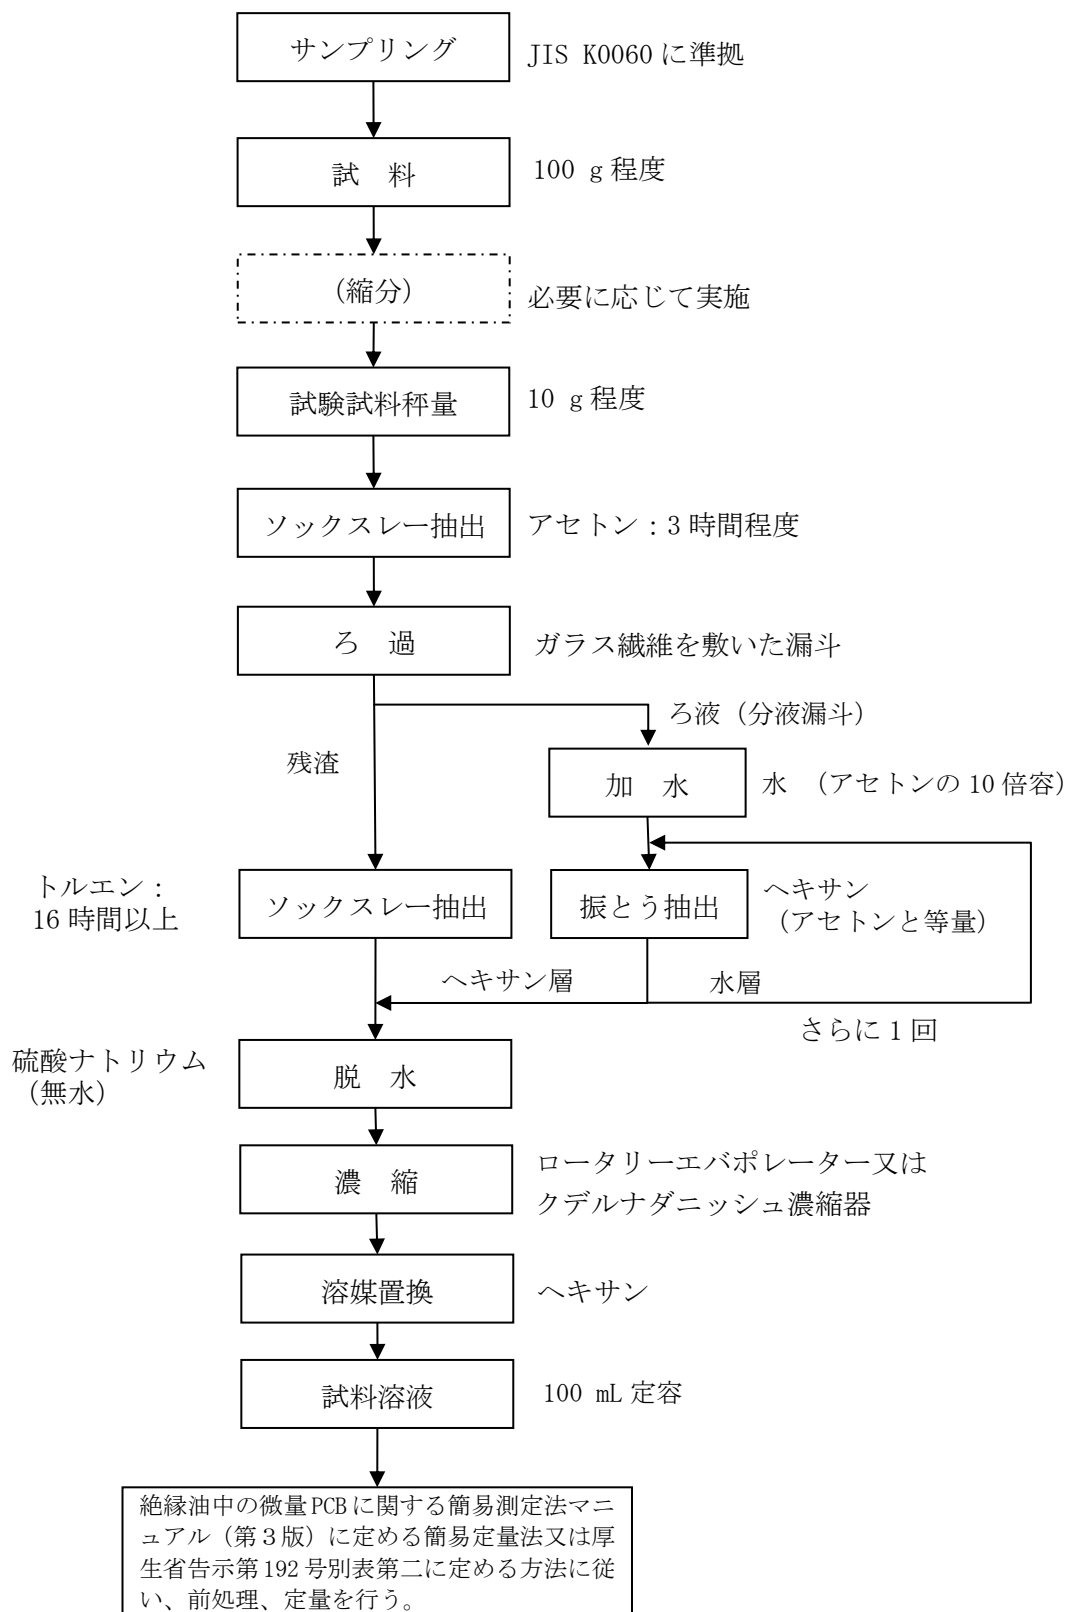 サンプリング
JIS K0060 に準拠
試　料
100 g 程度
（縮分）
必要に応じて実施
試験試料秤量
10 g 程度
ソックスレー抽出
アセトン：3 時間程度
ろ　過
ガラス繊維を敷いた漏斗
ろ液（分液漏斗）
残渣
加　水
水　（アセトンの 10 倍容）
トルエン：
16 時間以上
ソックスレー抽出
振とう抽出
ヘキサン
（アセトンと等量）
ヘキサン層
水層
さらに 1 回
硫酸ナトリウム
（無水）
脱　水
濃　縮
ロータリーエバポレーター又は
クデルナダニッシュ濃縮器
溶媒置換
ヘキサン
試料溶液
100 mL 定容
絶縁油中の微量 PCB に関する簡易測定法マニ
ュアル（第３版）に定める簡易定量法又は厚
生省告示第 192 号別表第二に定める方法に従
い、前処理、定量を行う。